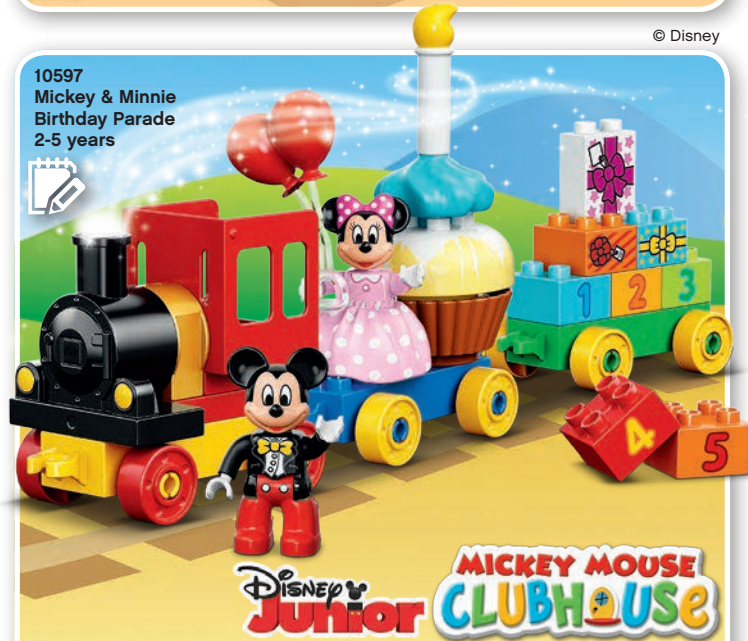 © Disney
10597
Mickey & Minnie
Birthday Parade
2-5 years
1 2 3
4
5
Disney
Junior
MICKEY MOUSE
CLUBHOUSE